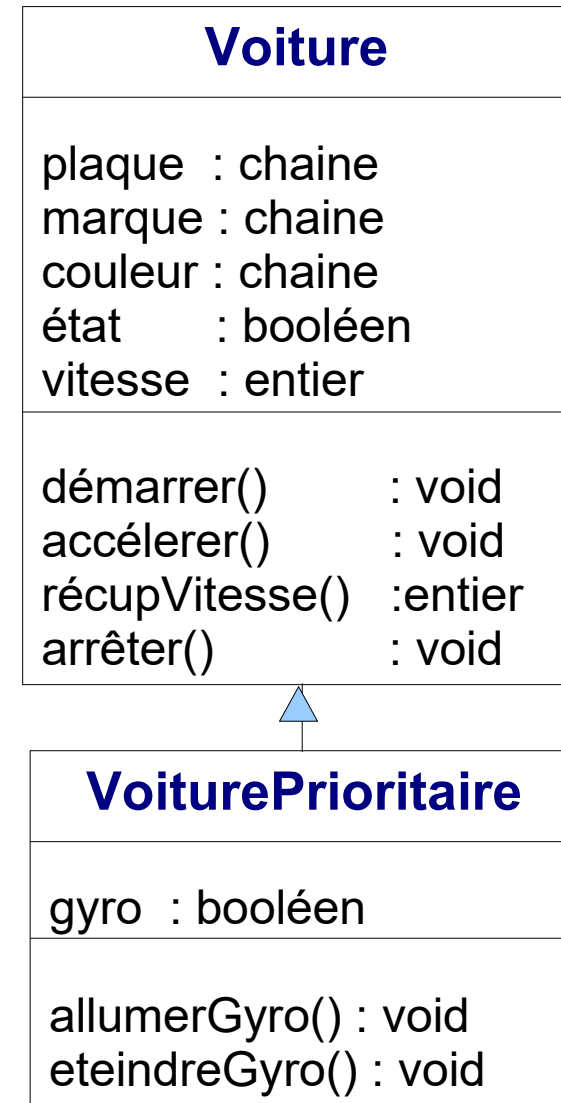 Voiture
plaque : chaine
marque : chaine
couleur : chaine
état : booléen
vitesse : entier
démarrer() : void
accélerer() : void
récupVitesse() :entier
arrêter() : void
VoiturePrioritaire
gyro : booléen
allumerGyro() : void
eteindreGyro() : void